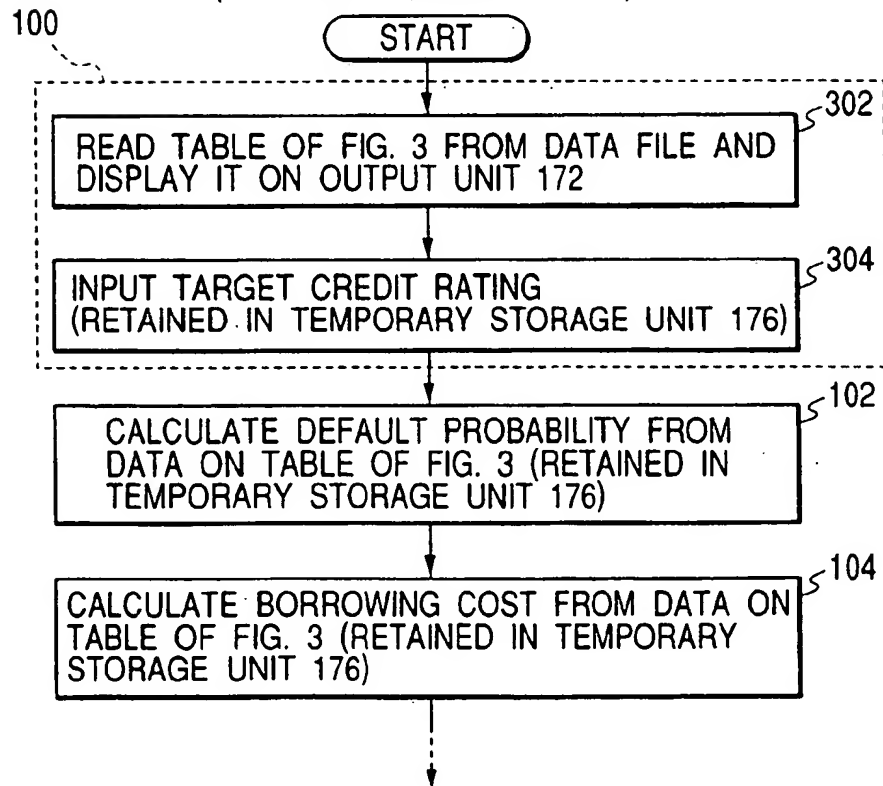 100
START
302
READ TABLE OF FIG. 3 FROM DATA FILE AND
DISPLAY IT ON OUTPUT UNIT 172
304
INPUT TARGET CREDIT RATING
(RETAINED IN TEMPORARY STORAGE UNIT 176)
102
CALCULATE DEFAULT PROBABILITY FROM
DATA ON TABLE OF FIG. 3 (RETAINED IN
TEMPORARY STORAGE UNIT 176)
104
CALCULATE BORROWING COST FROM DATA ON
TABLE OF FIG. 3 (RETAINED IN TEMPORARY
STORAGE UNIT 176)